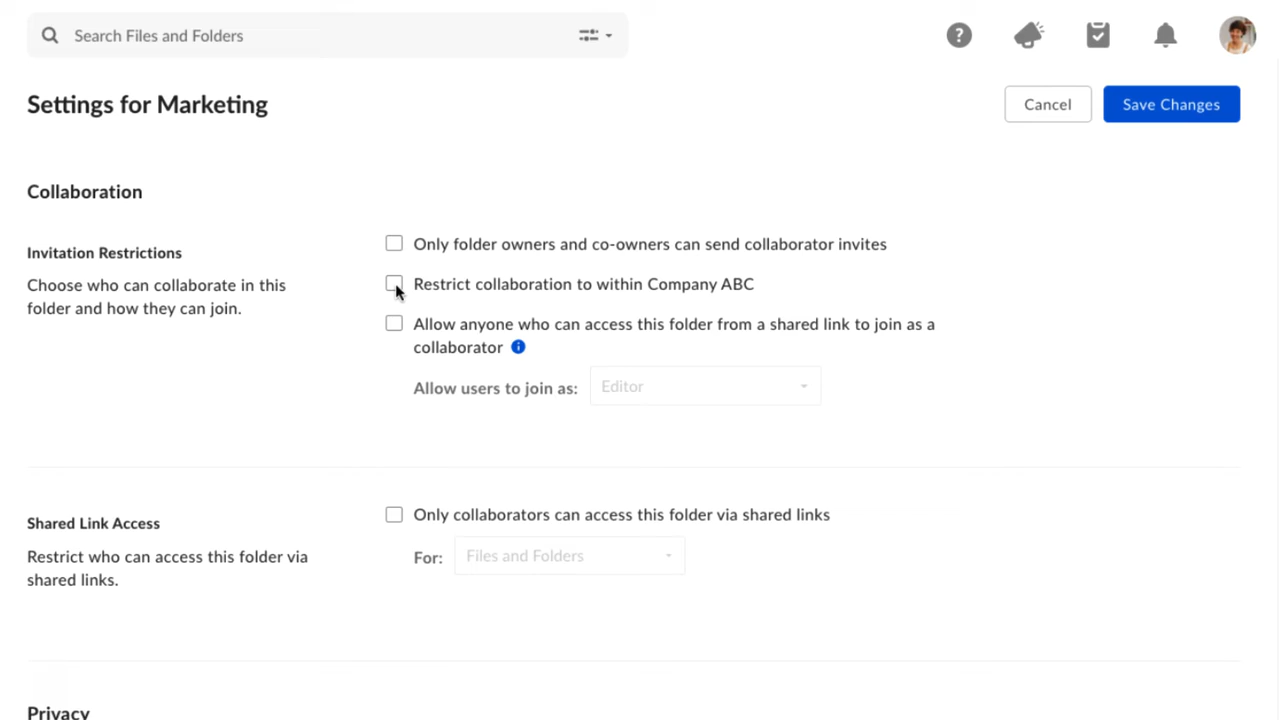 Search Files and Folders
Settings for Marketing
Cancel
Save Changes
Collaboration
Invitation Restrictions
Choose who can collaborate in this
folder and how they can join.
Only folder owners and co-owners can send collaborator invites
Restrict collaboration to within Company ABC
Allow anyone who can access this folder from a shared link to join as a
collaborator
Allow users to join as:
Editor
Shared Link Access
Restrict who can access this folder via
shared links.
Only collaborators can access this folder via shared links
For:
Files and Folders
Privacy